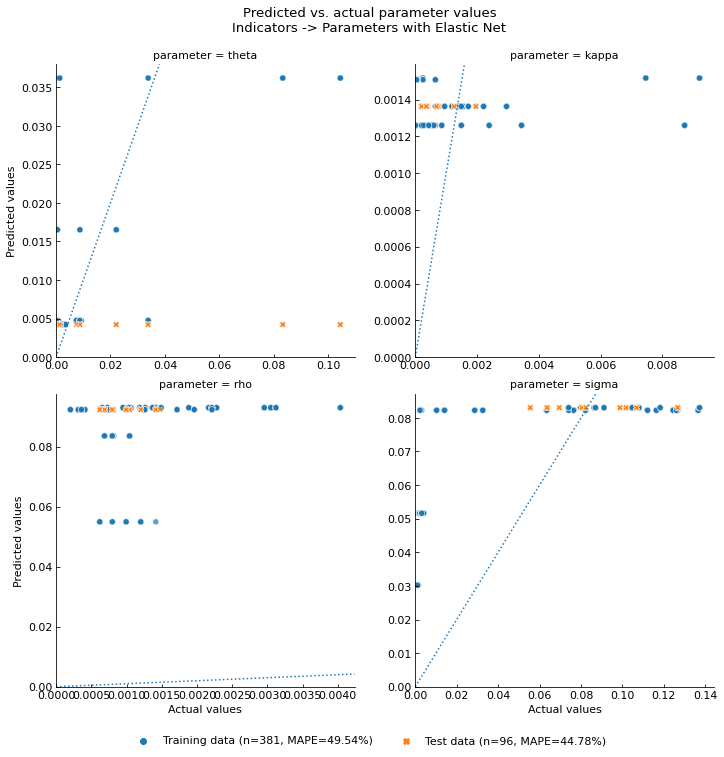 Predicted vs. actual parameter values
Indicators -> Parameters with Elastic Net
parameter = theta
parameter = kappa
Predicted values
0.035
0.030
0.025
0.020
0.015
0.010
0.005
0.000
0.00 0.02 0.04 0.06 0.08 0.10
0.0014
0.0012
0.0010
0.0008
0.0006
0.0004
0.0002
0.0000
0.000 0.002 0.004 0.006 0.008
parameter = rho
parameter = sigma
Predicted values
0.08
0.06
0.04
0.02
0.00
0.0000 0.0005 0.0010 0.0015 0.0020 0.0025 0.0030 0.0035 0.0040
Actual values
0.08
0.07
0.06
0.05
0.04
0.03
0.02
0.01
0.00
0.00 0.02 0.04 0.06 0.08 0.10 0.12 0.14
Actual values
Training data (n=381, MAPE=49.54%)
Test data (n=96, MAPE=44.78%)